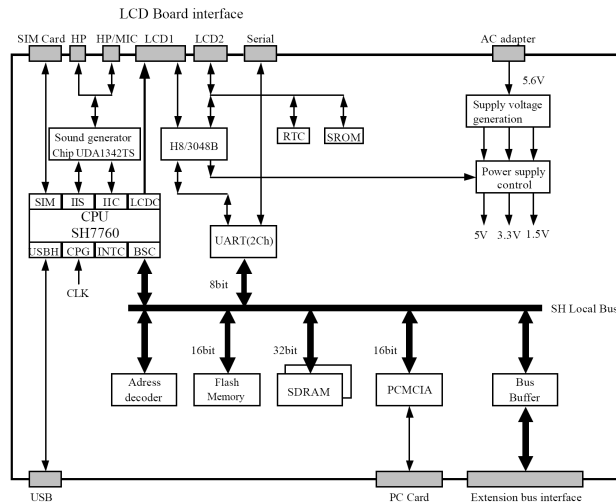 LCD Board interface
SIM Card HP HP/MIC LCD1 LCD2 Serial AC adapter
5.6V
Supply voltage
generation
Sound generator
Chip UDA1342TS
H8/3048B
RTC
SROM
Power supply
control
SIM IIS IIC LCDC
CPU
SH7760
USBH CPG INTC BSC
UART(2Ch)
5V 3.3V 1.5V
CLK
8bit
SH Local Bus
16bit 32bit 16bit
Adress
decoder
Flash
Memory
SDRAM
PCMCIA
Bus
Buffer
USB PC Card Extension bus interface